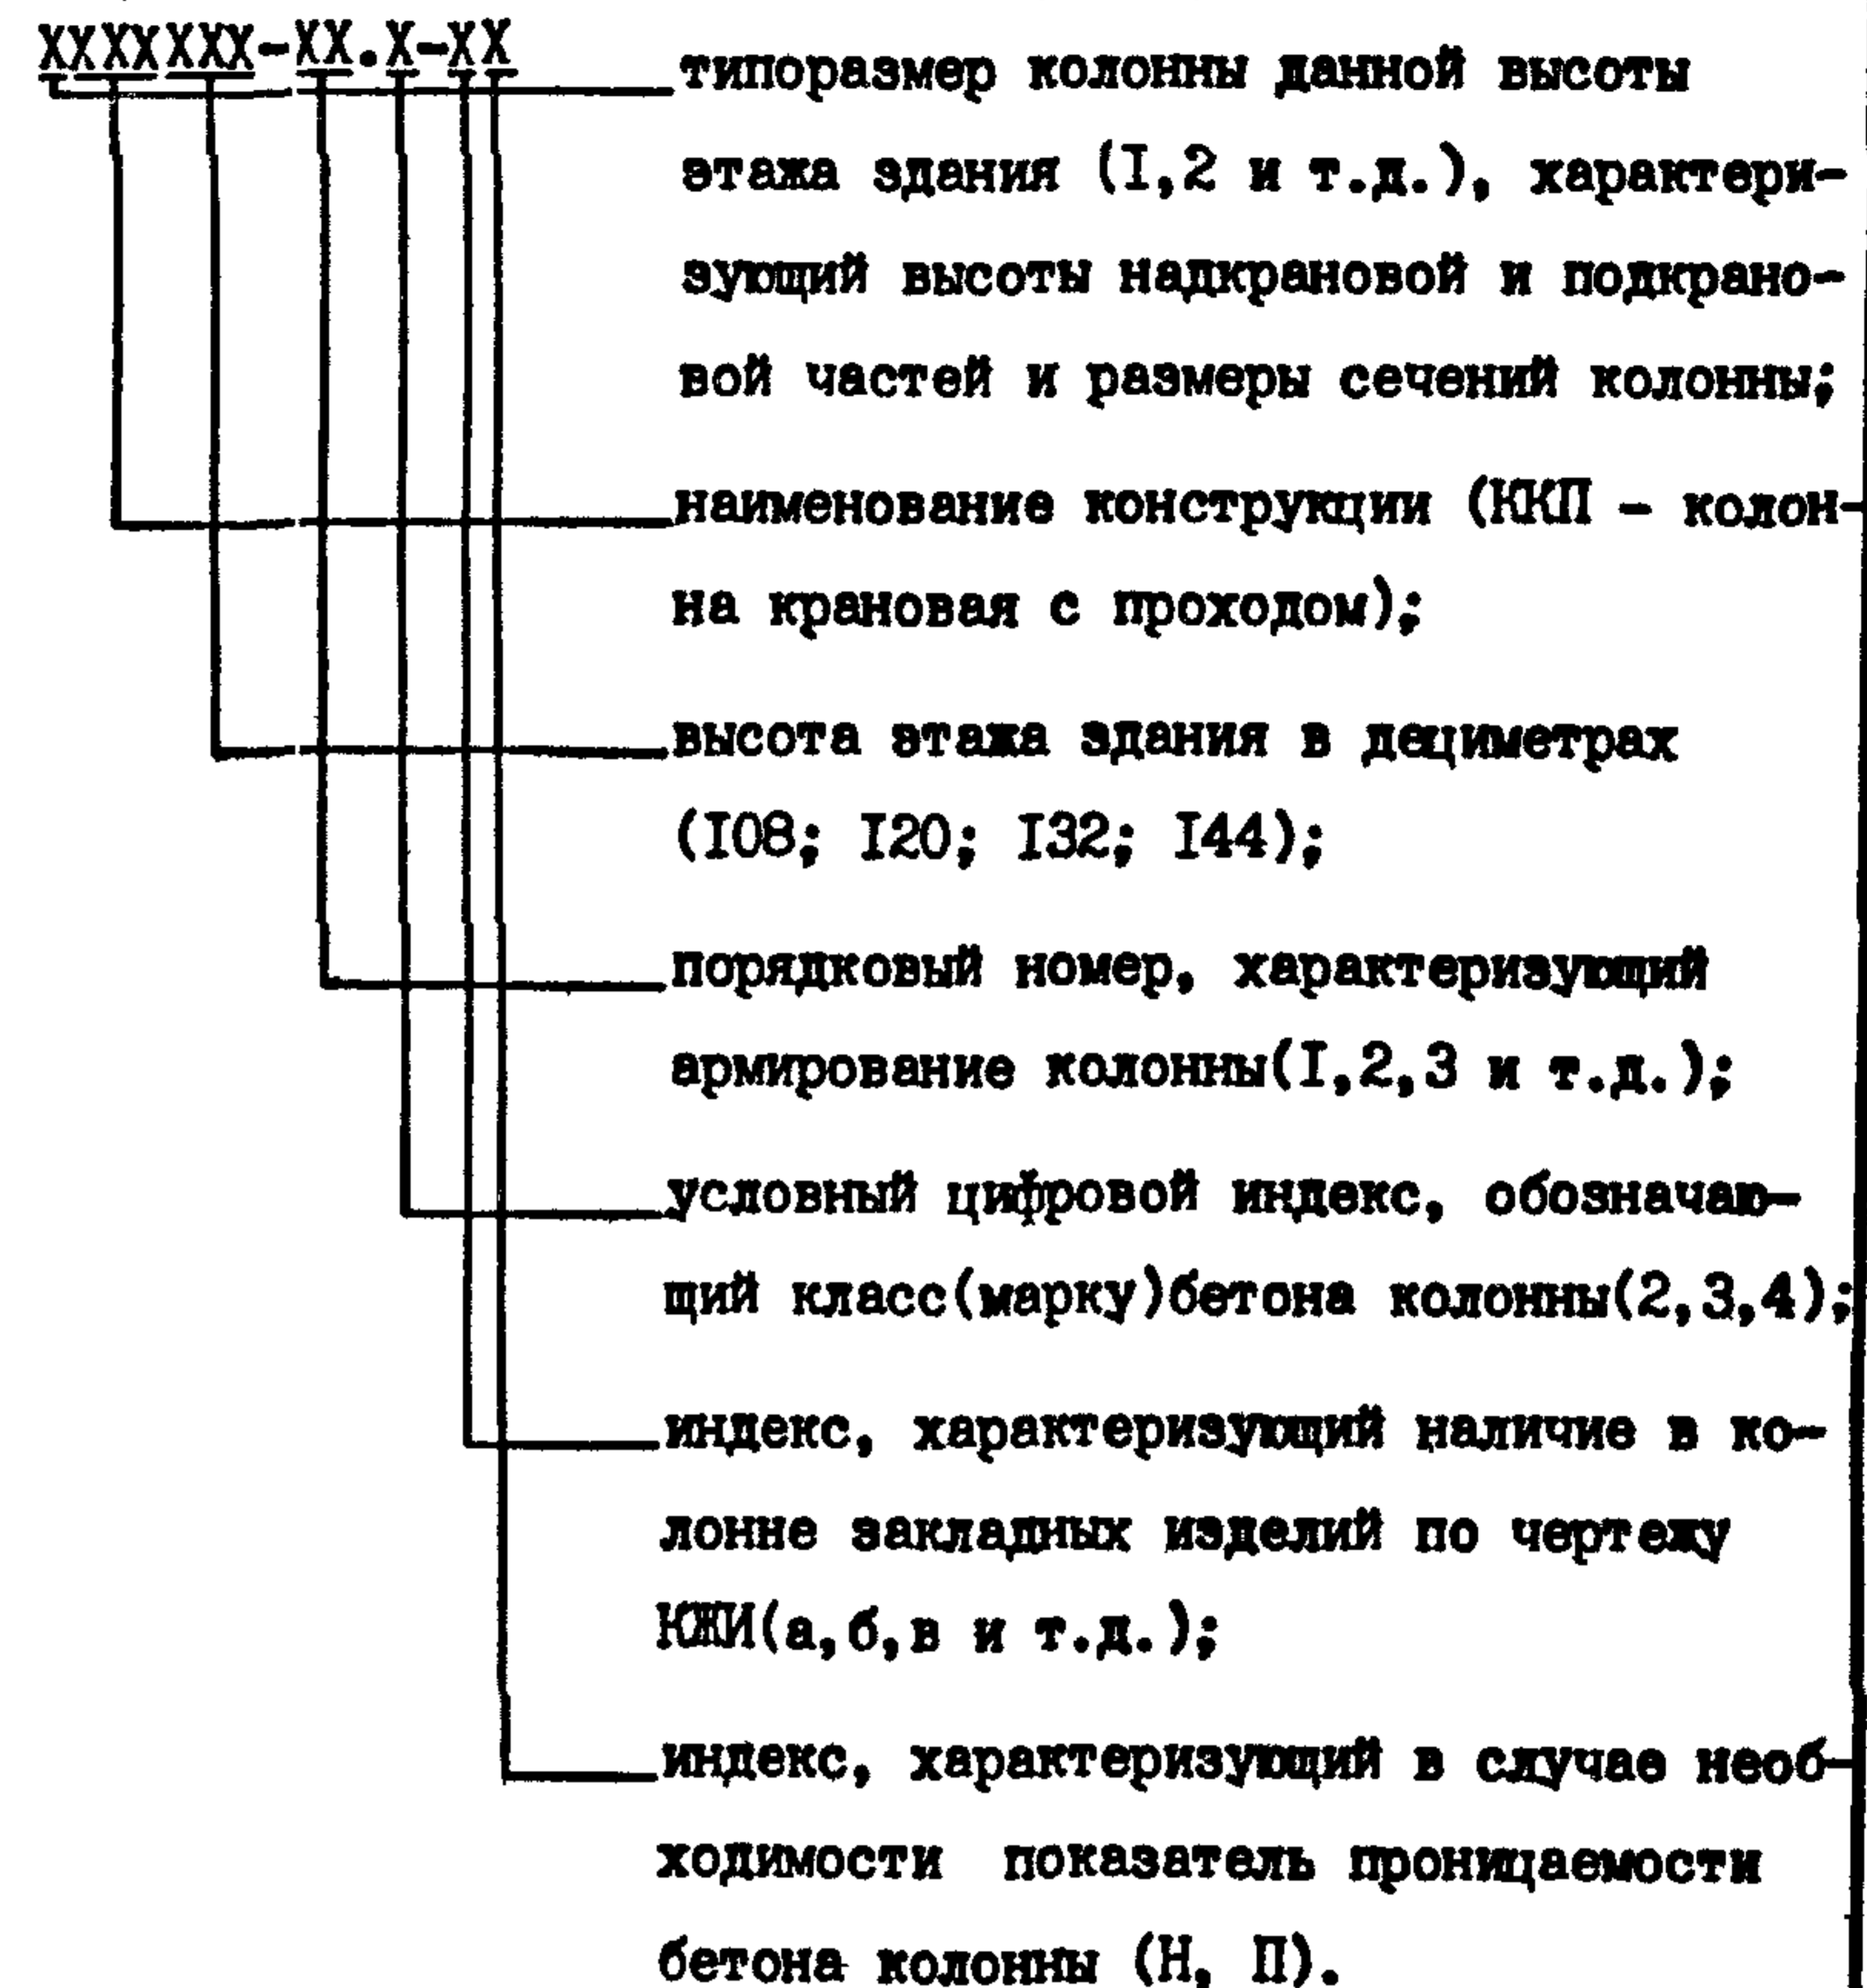 XXXXXXX-XX.X-XX
типоразмер колонны данной высоты
этажа здания (I,2 и т.д.), характери-
зующий высоты надкрановой и подкрано-
вой частей и размеры сечений колонны;
наименование конструкции (ККП - колон-
на крановая с проходом);
высота этажа здания в дециметрах
(I08; I20; I32; I44);
порядковый номер, характеризующий
армирование колонны(I,2,3 и т.д.);
условный цифровой индекс, обозначаю-
щий класс(марку)бетона колонны(2,3,4);
индекс, характеризующий наличие в ко-
лонне закладных изделий по чертежу
КЖИ(а,б,в и т.д.);
индекс, характеризующий в случае необ-
ходимости показатель проницаемости
бетона колонны (Н, П).